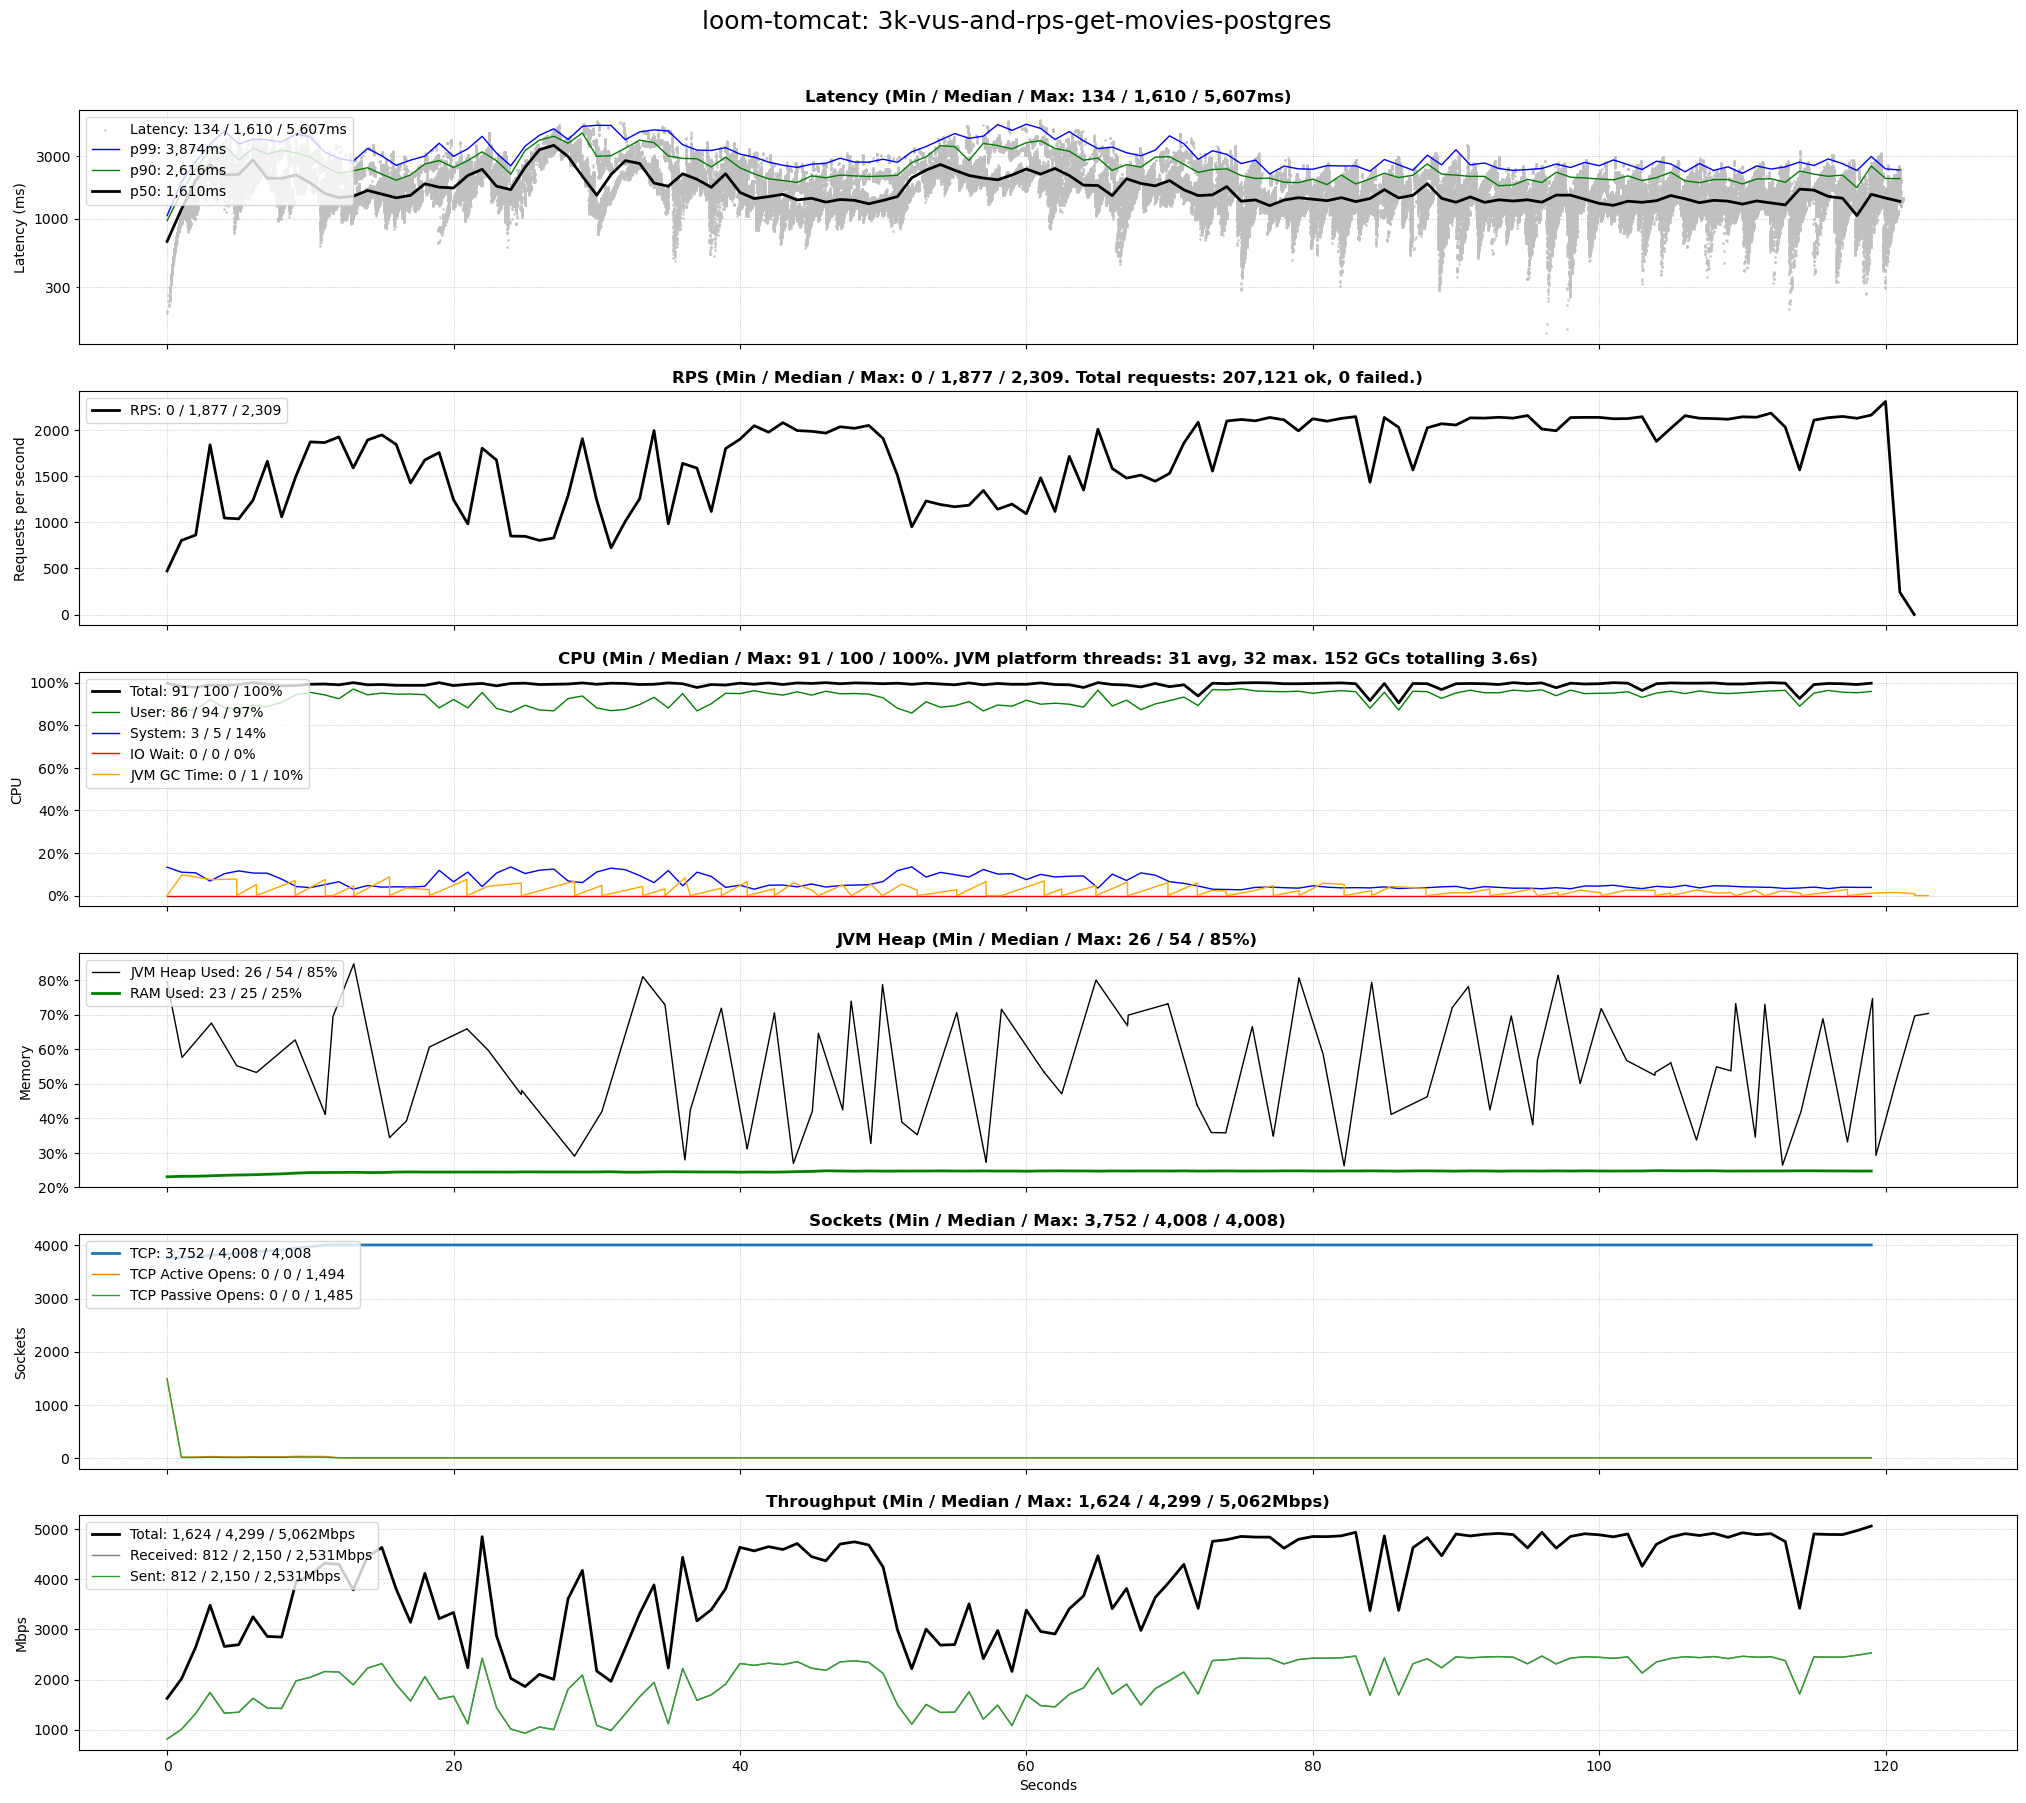 loom-tomcat: 3k-vus-and-rps-get-movies-postgres
Latency (Min / Median / Max: 134 / 1,610 / 5,607ms)
Latency: 134 / 1,610 / 5,607ms
p99: 3,874ms
p90: 2,616ms
p50: 1,610ms
3000
1000
300
Latency (ms)
RPS (Min / Median / Max: 0 / 1,877 / 2,309. Total requests: 207,121 ok, 0 failed.)
RPS: 0 / 1,877 / 2,309
2000
1500
1000
500
0
Requests per second
CPU (Min / Median / Max: 91 / 100 / 100%. JVM platform threads: 31 avg, 32 max. 152 GCs totalling 3.6s)
Total: 91 / 100 / 100%
User: 86 / 94 / 97%
System: 3 / 5 / 14%
IO Wait: 0 / 0 / 0%
JVM GC Time: 0 / 1 / 10%
100%
80%
60%
40%
20%
0%
CPU
JVM Heap (Min / Median / Max: 26 / 54 / 85%)
JVM Heap Used: 26 / 54 / 85%
RAM Used: 23 / 25 / 25%
80%
70%
60%
50%
40%
30%
20%
Memory
Sockets (Min / Median / Max: 3,752 / 4,008 / 4,008)
TCP: 3,752 / 4,008 / 4,008
TCP Active Opens: 0 / 0 / 1,494
TCP Passive Opens: 0 / 0 / 1,485
4000
3000
2000
1000
0
Sockets
Throughput (Min / Median / Max: 1,624 / 4,299 / 5,062Mbps)
Total: 1,624 / 4,299 / 5,062Mbps
Received: 812 / 2,150 / 2,531Mbps
Sent: 812 / 2,150 / 2,531Mbps
5000
4000
3000
2000
1000
Mbps
0 20 40 60 80 100 120
Seconds